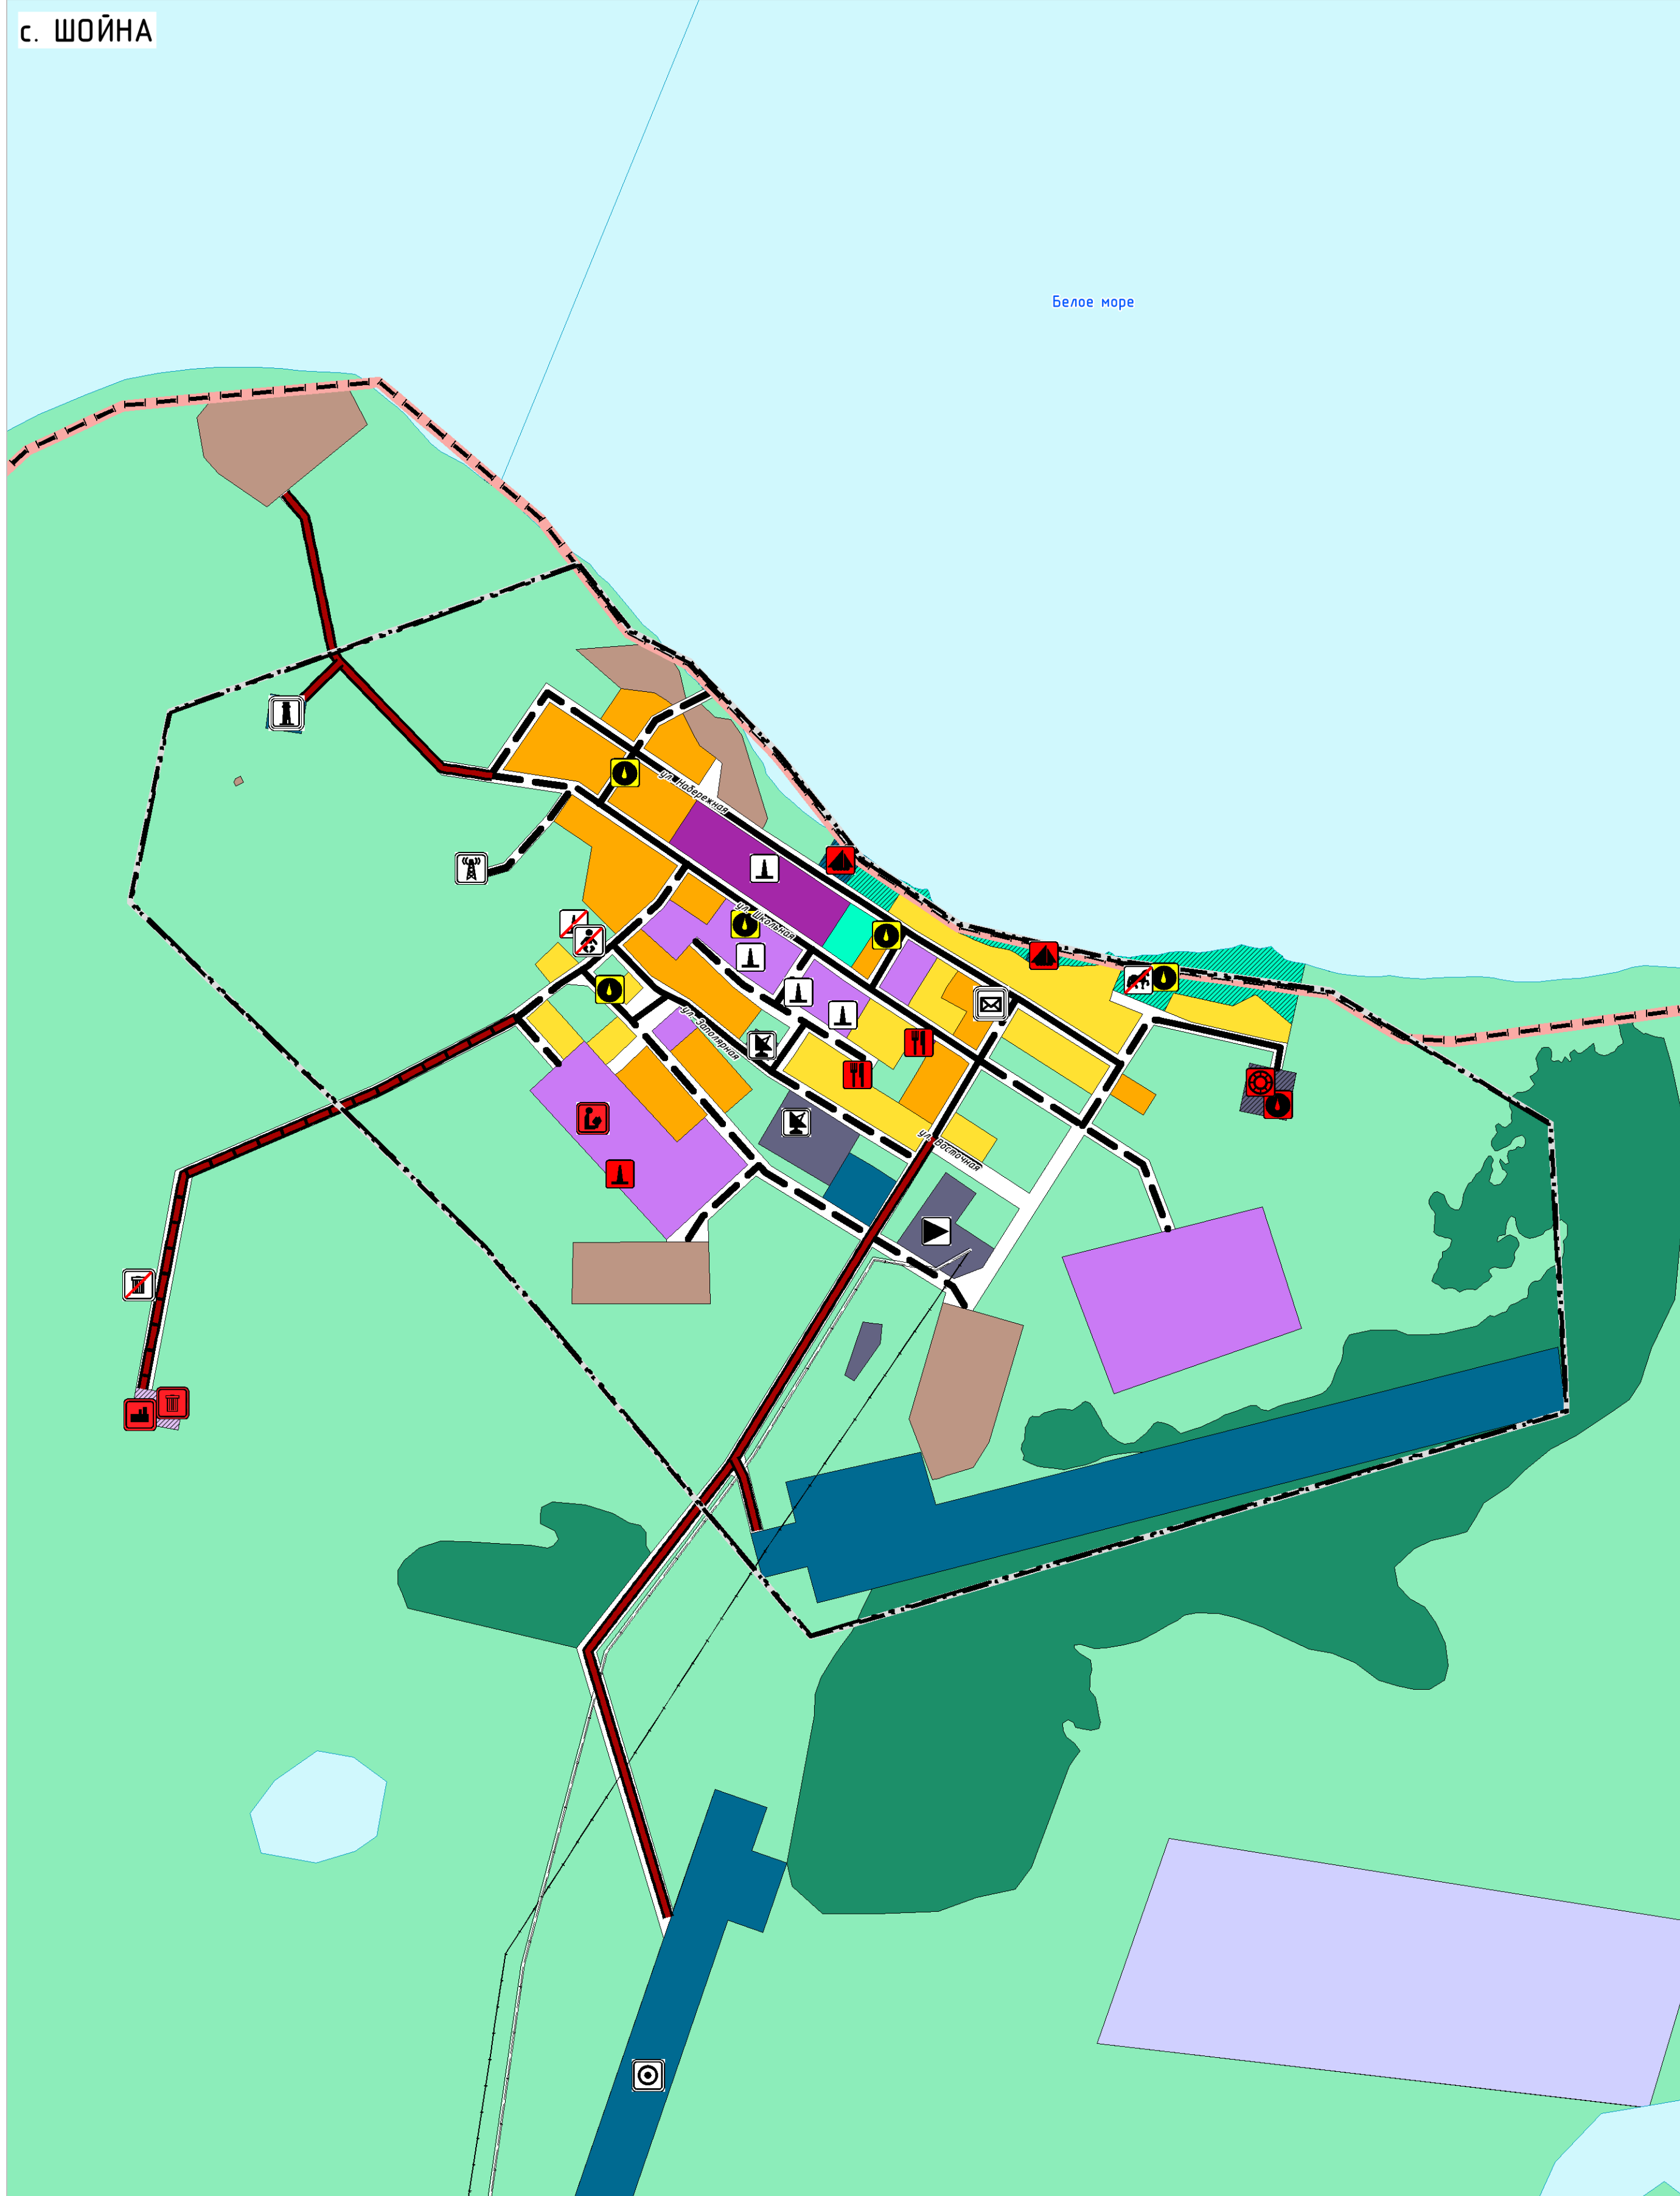 с. ШОЙНА
Белое море
ул. Набережная
ул. Школьная
ул. Заполярная
ул. Восточная